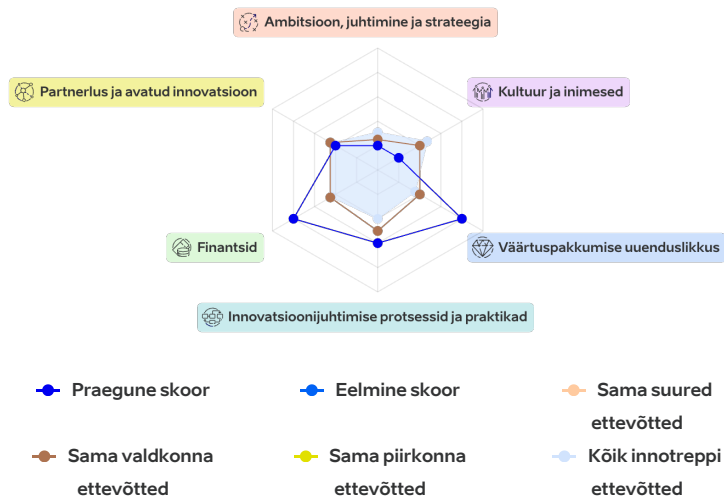 Ambitsioon, juhtimine ja strateegia
Partnerlus ja avatud innovatsioon
Kultuur ja inimesed
Finantsid
Väärtuspakkumise uuenduslikkus
Innovatsioonijuhtimise protsessid ja praktikad
Praegune skoor
Eelmine skoor
Sama suured
ettevõtted
Sama valdkonna
ettevõtted
Sama piirkonna
ettevõtted
Kõik innotreppi
ettevõtted